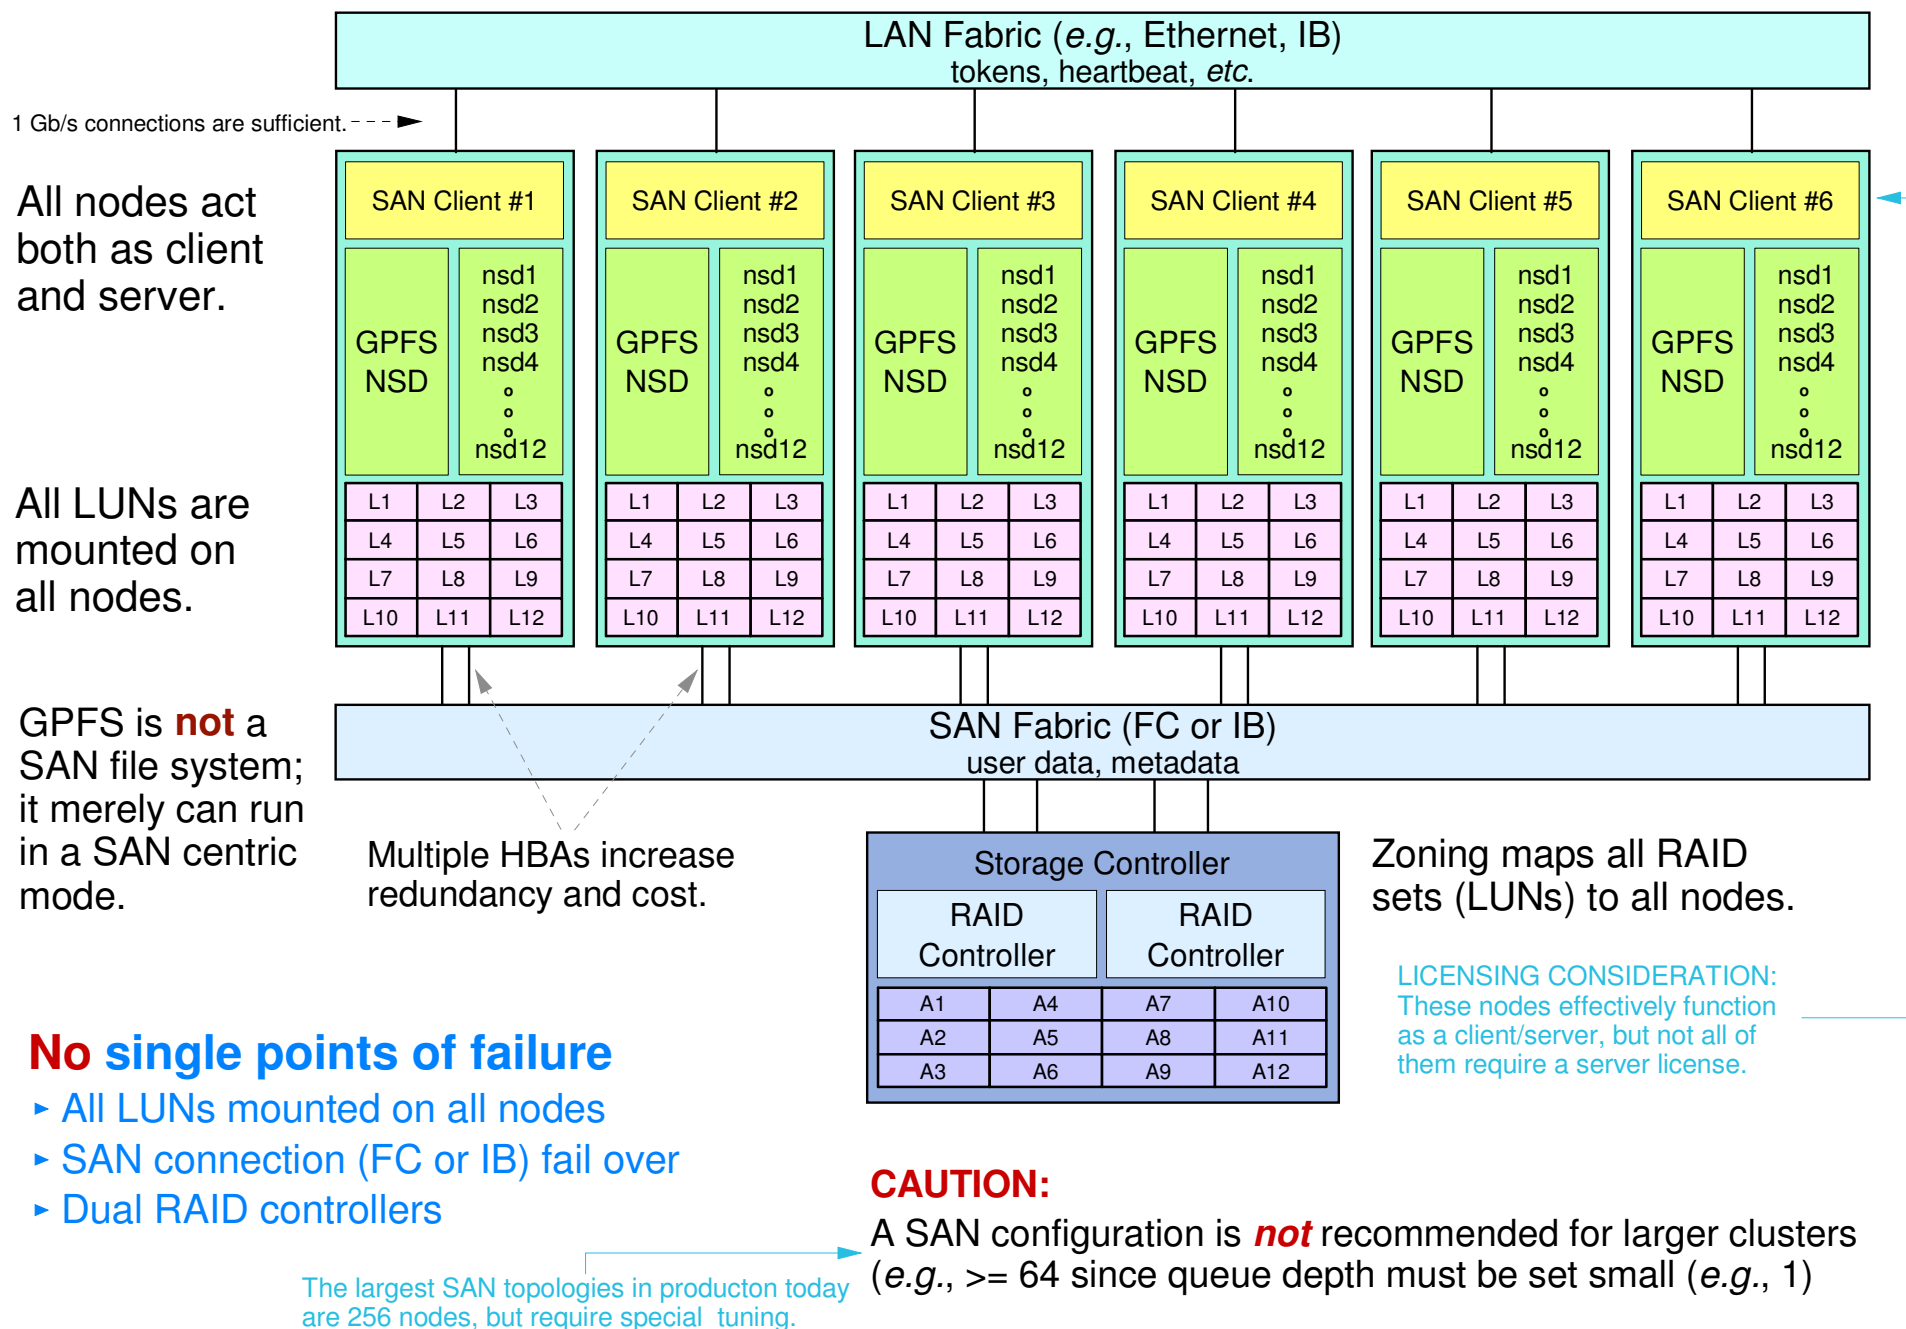 LAN Fabric (e.g., Ethernet, IB)
tokens, heartbeat, etc.
1 Gb/s connections are sufficient.
All nodes act
both as client
and server.
All LUNs are
mounted on
all nodes.
GPFS is not a
SAN file system;
it merely can run
in a SAN centric
mode.
SAN Client #1
GPFS
NSD
nsd1
nsd2
nsd3
nsd4
o
o
o
nsd12
L1 L2 L3
L4 L5 L6
L7 L8 L9
L10 L11 L12
SAN Client #2
GPFS
NSD
nsd1
nsd2
nsd3
nsd4
o
o
o
nsd12
L1 L2 L3
L4 L5 L6
L7 L8 L9
L10 L11 L12
SAN Client #3
GPFS
NSD
nsd1
nsd2
nsd3
nsd4
o
o
o
nsd12
L1 L2 L3
L4 L5 L6
L7 L8 L9
L10 L11 L12
SAN Client #4
GPFS
NSD
nsd1
nsd2
nsd3
nsd4
o
o
o
nsd12
L1 L2 L3
L4 L5 L6
L7 L8 L9
L10 L11 L12
SAN Client #5
GPFS
NSD
nsd1
nsd2
nsd3
nsd4
o
o
o
nsd12
L1 L2 L3
L4 L5 L6
L7 L8 L9
L10 L11 L12
SAN Client #6
GPFS
NSD
nsd1
nsd2
nsd3
nsd4
o
o
o
nsd12
L1 L2 L3
L4 L5 L6
L7 L8 L9
L10 L11 L12
SAN Fabric (FC or IB)
user data, metadata
Multiple HBAs increase
redundancy and cost.
Storage Controller
RAID
Controller
RAID
Controller
A1 A4 A7 A10
A2 A5 A8 A11
A3 A6 A9 A12
Zoning maps all RAID
sets (LUNs) to all nodes.
LICENSING CONSIDERATION:
These nodes effectively function
as a client/server, but not all of
them require a server license.
No single points of failure
► All LUNs mounted on all nodes
► SAN connection (FC or IB) fail over
► Dual RAID controllers
CAUTION:
A SAN configuration is not recommended for larger clusters
(e.g., >= 64 since queue depth must be set small (e.g., 1)
The largest SAN topologies in producton today
are 256 nodes, but require special tuning.